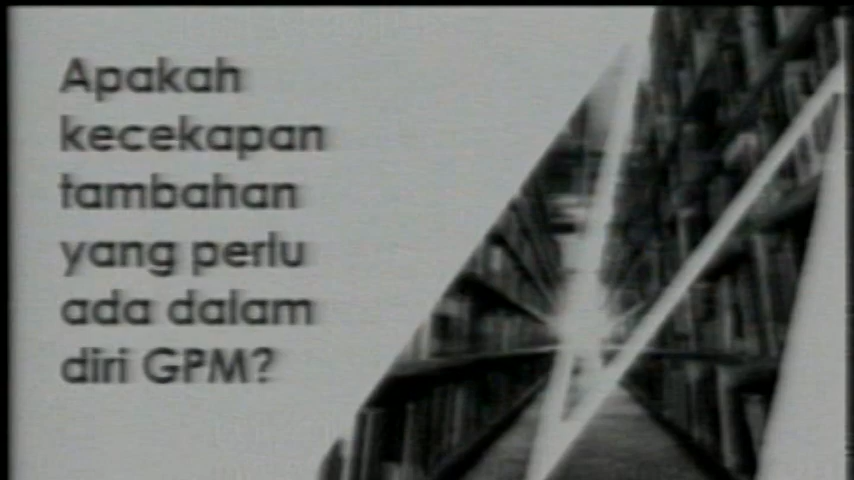 Apakah
kecekapan
tambahan
yang perlu
ada dalam
diri GPM?